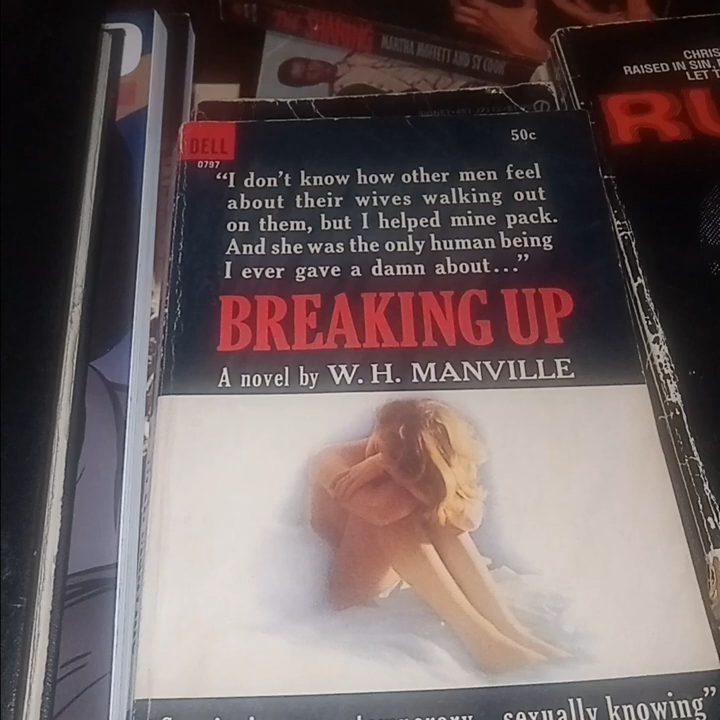 MARTHA MOFFETT AND SY COOK
CHRIS
RAISED IN SIN,
LET T
RU
DELL
0797
50c
“I don’t know how other men feel
about their wives walking out
on them, but I helped mine pack.
And she was the only human being
I ever gave a damn about...”
BREAKING UP
A novel by W. H. MANVILLE
sexually knowing”